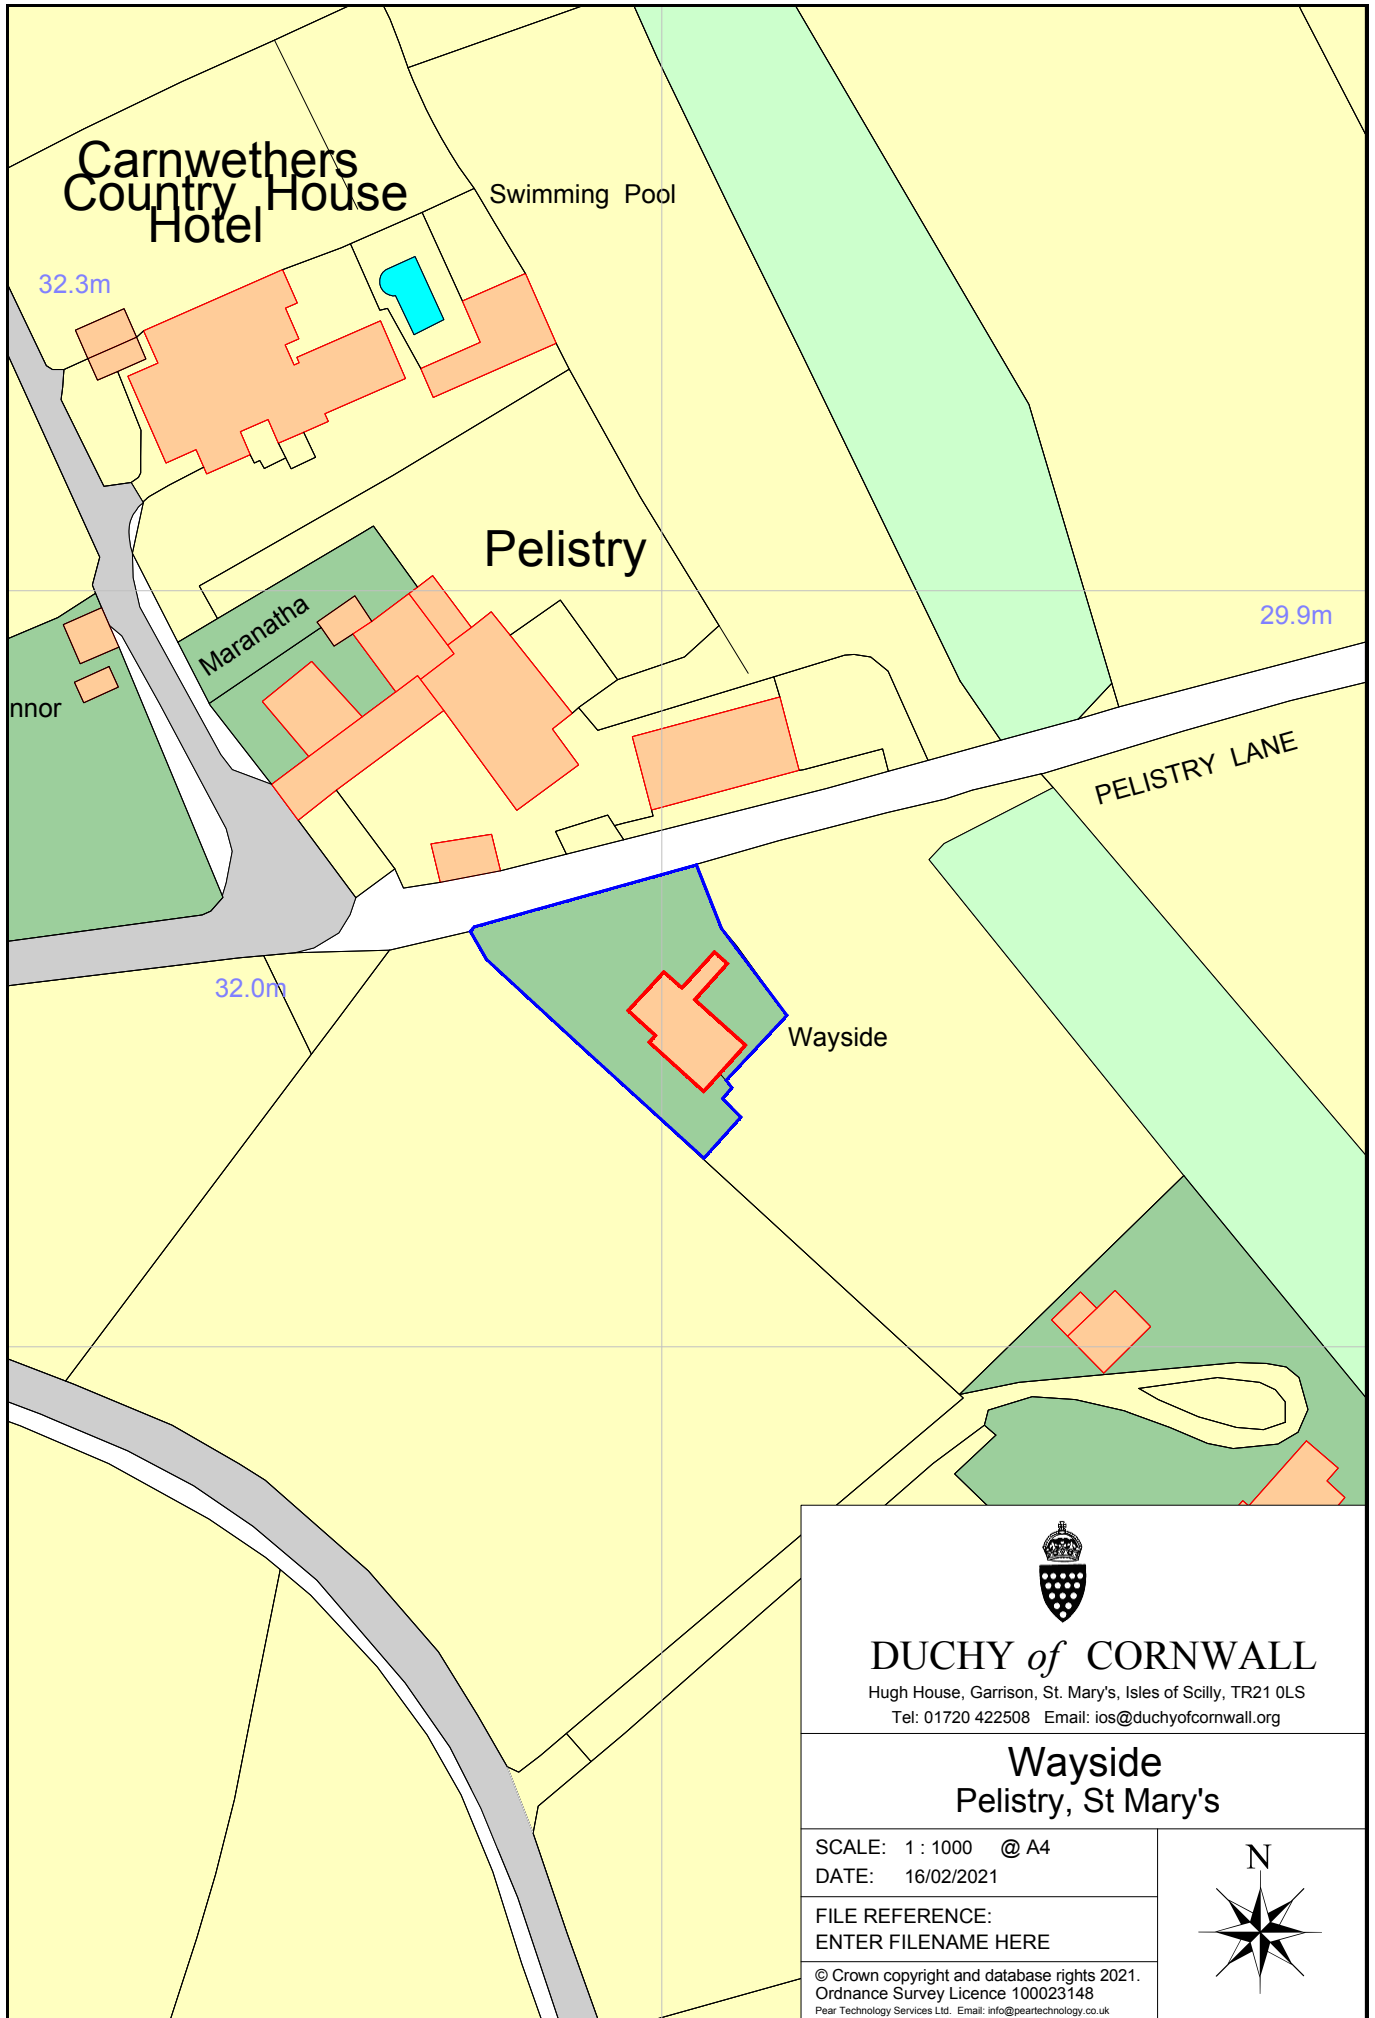 Carnwethers
Country House
Hotel
Swimming Pool
32.3m
Pelistry
Maranatha
29.9m
nnor
PELISTRY LANE
32.0m
Wayside
DUCHY of CORNWALL
Hugh House, Garrison, St. Mary's, Isles of Scilly, TR21 0LS
Tel: 01720 422508 Email: ios@duchyofcornwall.org
Wayside
Pelistry, St Mary's
SCALE: 1 : 1000 @ A4
DATE: 16/02/2021
N
FILE REFERENCE:
ENTER FILENAME HERE
© Crown copyright and database rights 2021.
Ordnance Survey Licence 100023148
Pear Technology Services Ltd. Email: info@peartechnology.co.uk